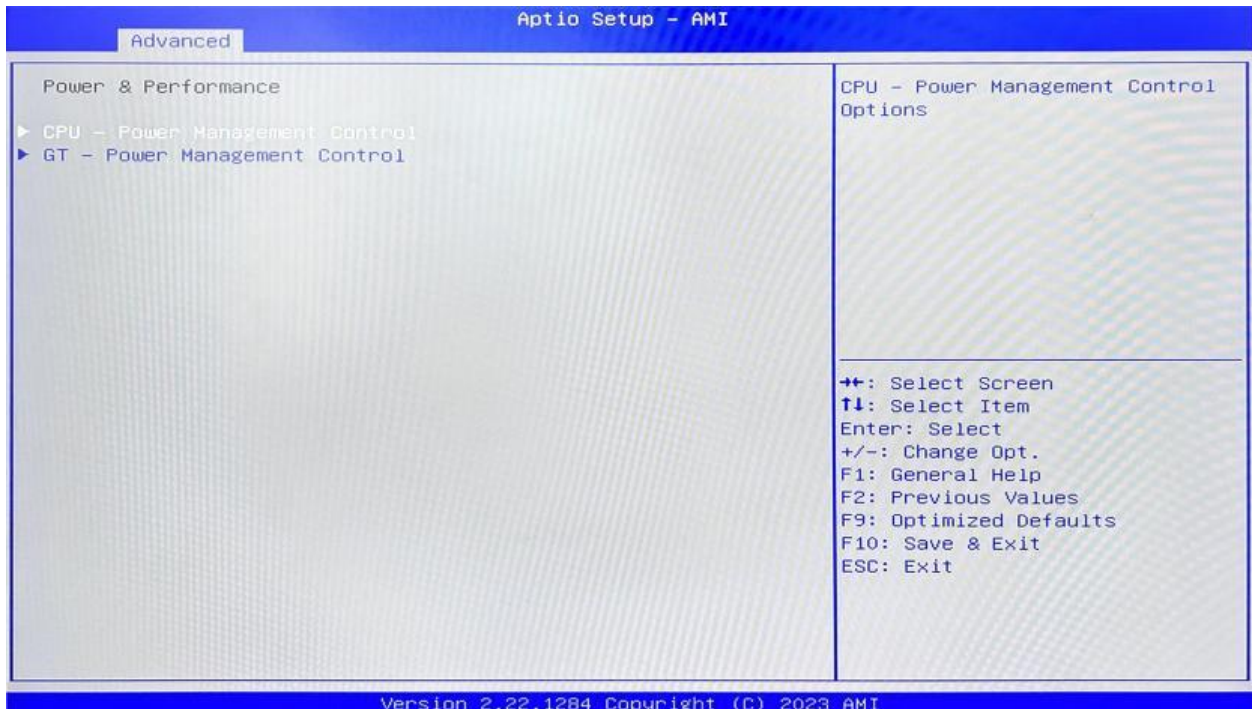 Aptio Setup – AMI
Advanced
Power & Performance
▶ CPU – Power Management Control
▶ GT – Power Management Control
CPU – Power Management Control
Options
→←: Select Screen
↑↓: Select Item
Enter: Select
+/-: Change Opt.
F1: General Help
F2: Previous Values
F9: Optimized Defaults
F10: Save & Exit
ESC: Exit
Version 2.22.1284 Copyright (C) 2023 AMI